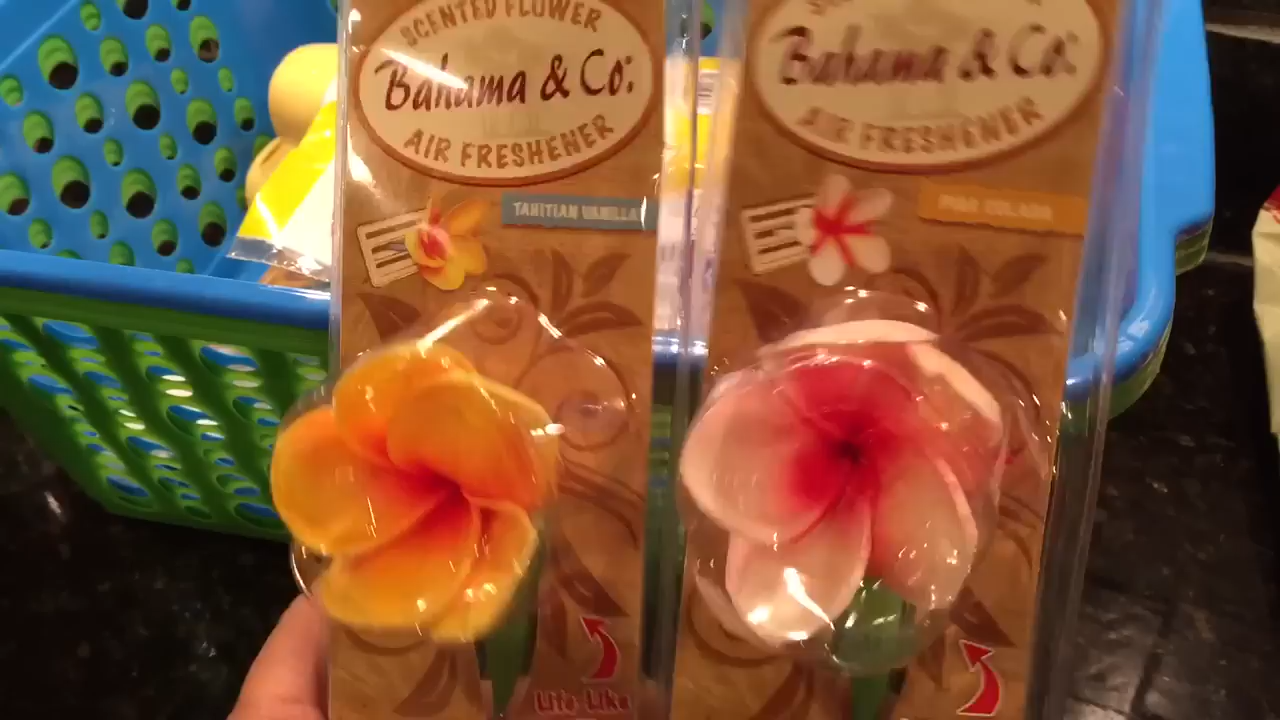 SCENTED FLOWER
Bahama & Co.
AIR FRESHENER
TAHITIAN VANILLA
Life-Like
Bahama & Co.
AIR FRESHENER
PINA COLADA